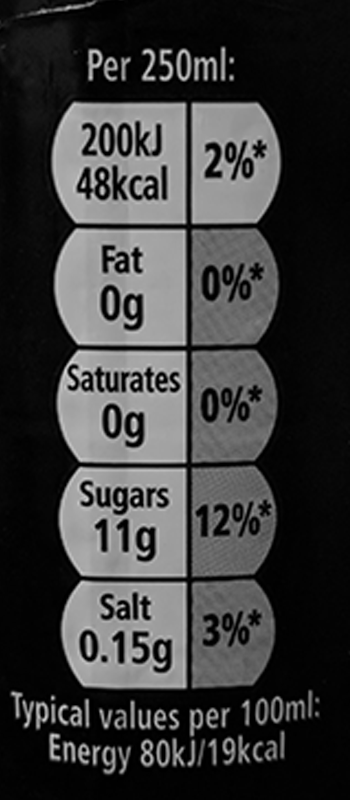 Per 250ml:
200kJ
48kcal
2%*
Fat
0g
0%*
Saturates
0g
0%*
Sugars
11g
12%*
Salt
0.15g
3%*
Typical values per 100ml:
Energy 80kJ/19kcal